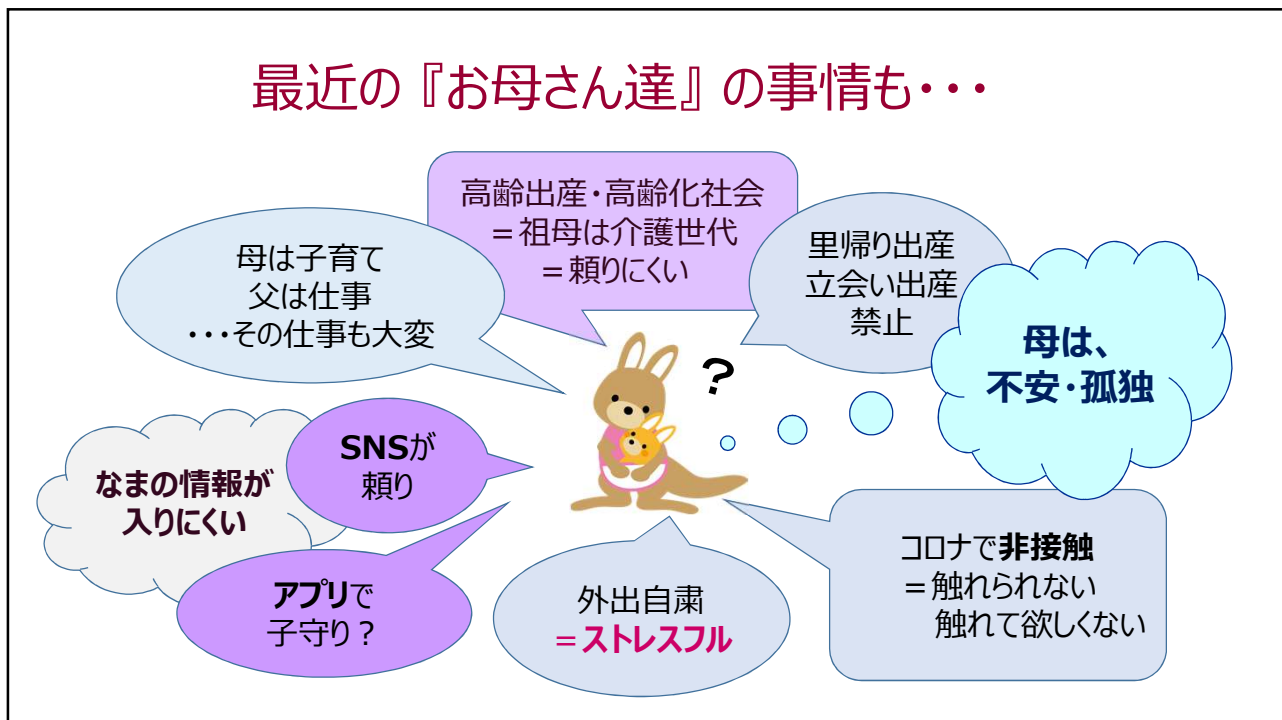 最近の『お母さん達』の事情も・・・
高齢出産・高齢化社会
＝祖母は介護世代
＝頼りにくい
母は子育て
父は仕事
・・・その仕事も大変
里帰り出産
立会い出産
禁止
母は、
不安・孤独
？
SNSが
頼り
なまの情報が
入りにくい
アプリで
子守り？
外出自粛
＝ストレスフル
コロナで非接触
＝触れられない
触れて欲しくない